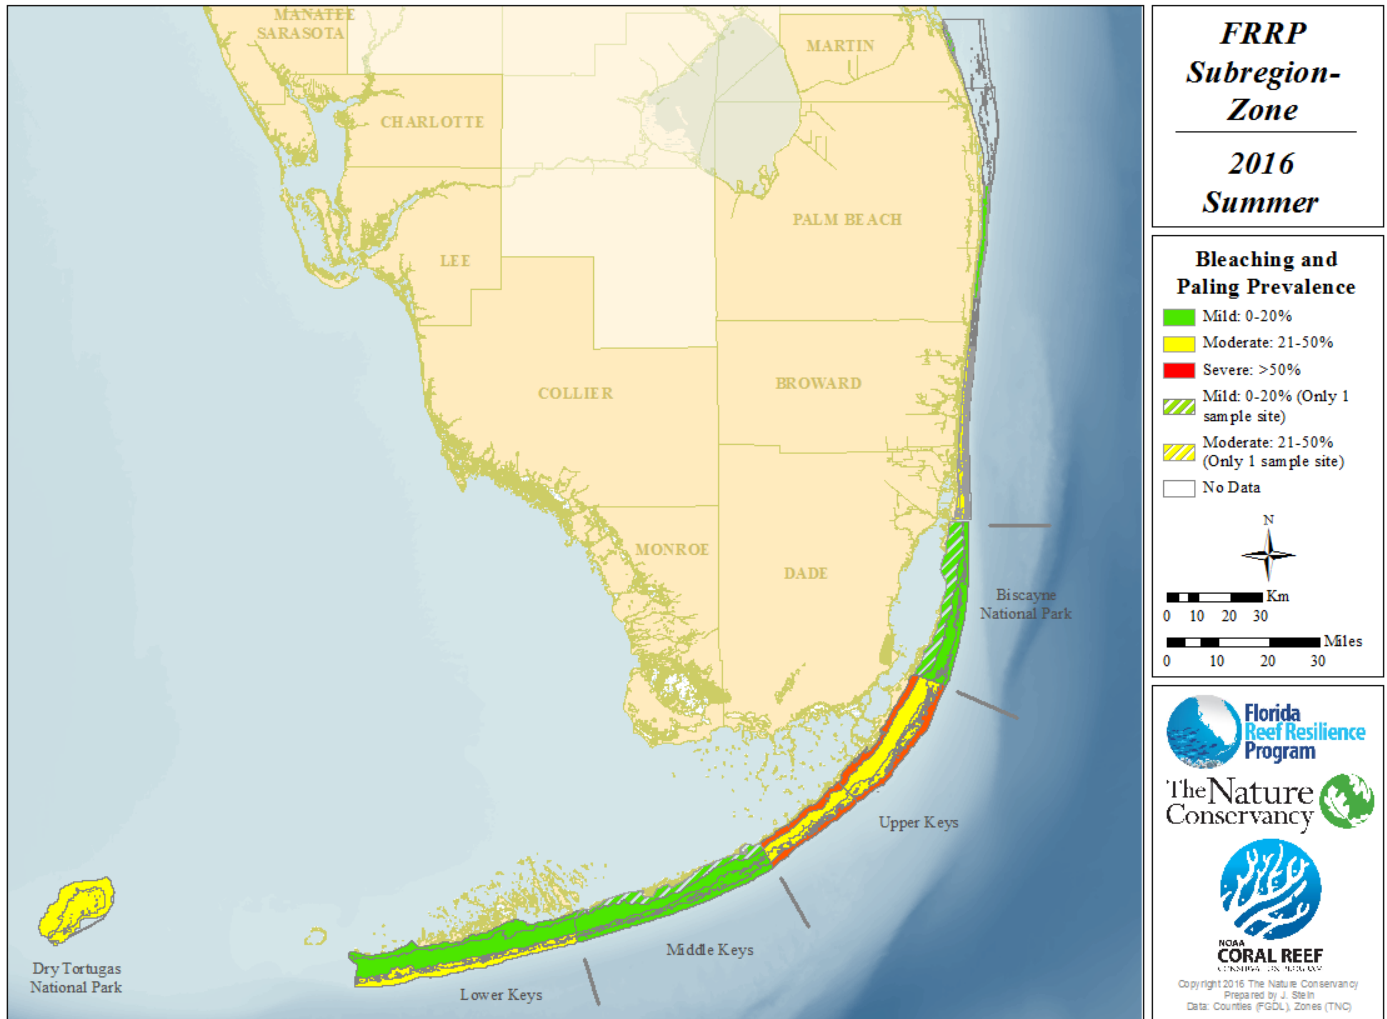 MANATEE
SARASOTA
MARTIN
CHARLOTTE
PALM BEACH
LEE
COLLIER
BROWARD
MONROE
DADE
Biscayne
National Park
Upper Keys
Middle Keys
Lower Keys
Dry Tortugas
National Park
FRRP
Subregion-
Zone
2016
Summer
Bleaching and
Paling Prevalence
Mild: 0-20%
Moderate: 21-50%
Severe: >50%
Mild: 0-20% (Only 1
sample site)
Moderate: 21-50%
(Only 1 sample site)
No Data
N
Km
0 10 20 30
Miles
0 10 20 30
Florida
Reef Resilience
Program
The Nature
Conservancy
NOAA
CORAL REEF
CONSERVATION PROGRAM
Copyright 2016 The Nature Conservancy
Prepared by J. Stein
Data: Counties (FGDL), Zones (TNC)